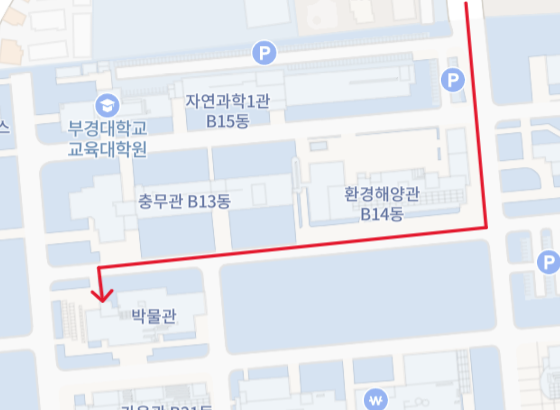 P
P
자연과학1관
B15동
부경대학교
교육대학원
스
충무관 B13동
환경해양관
B14동
P
박물관
₩